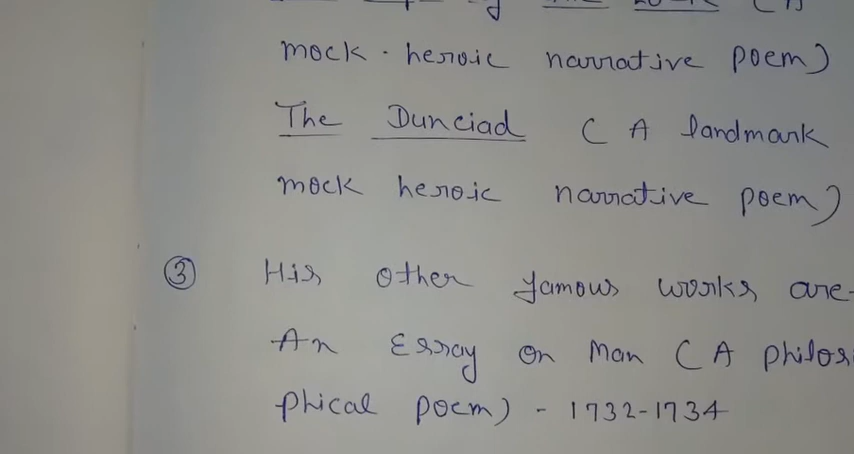 mock-heroic narrative poem)
The Dunciad (A landmark
mock heroic narrative poem)
③ His other famous works are-
An Essay on Man (A philos
phical poem) - 1732-1734